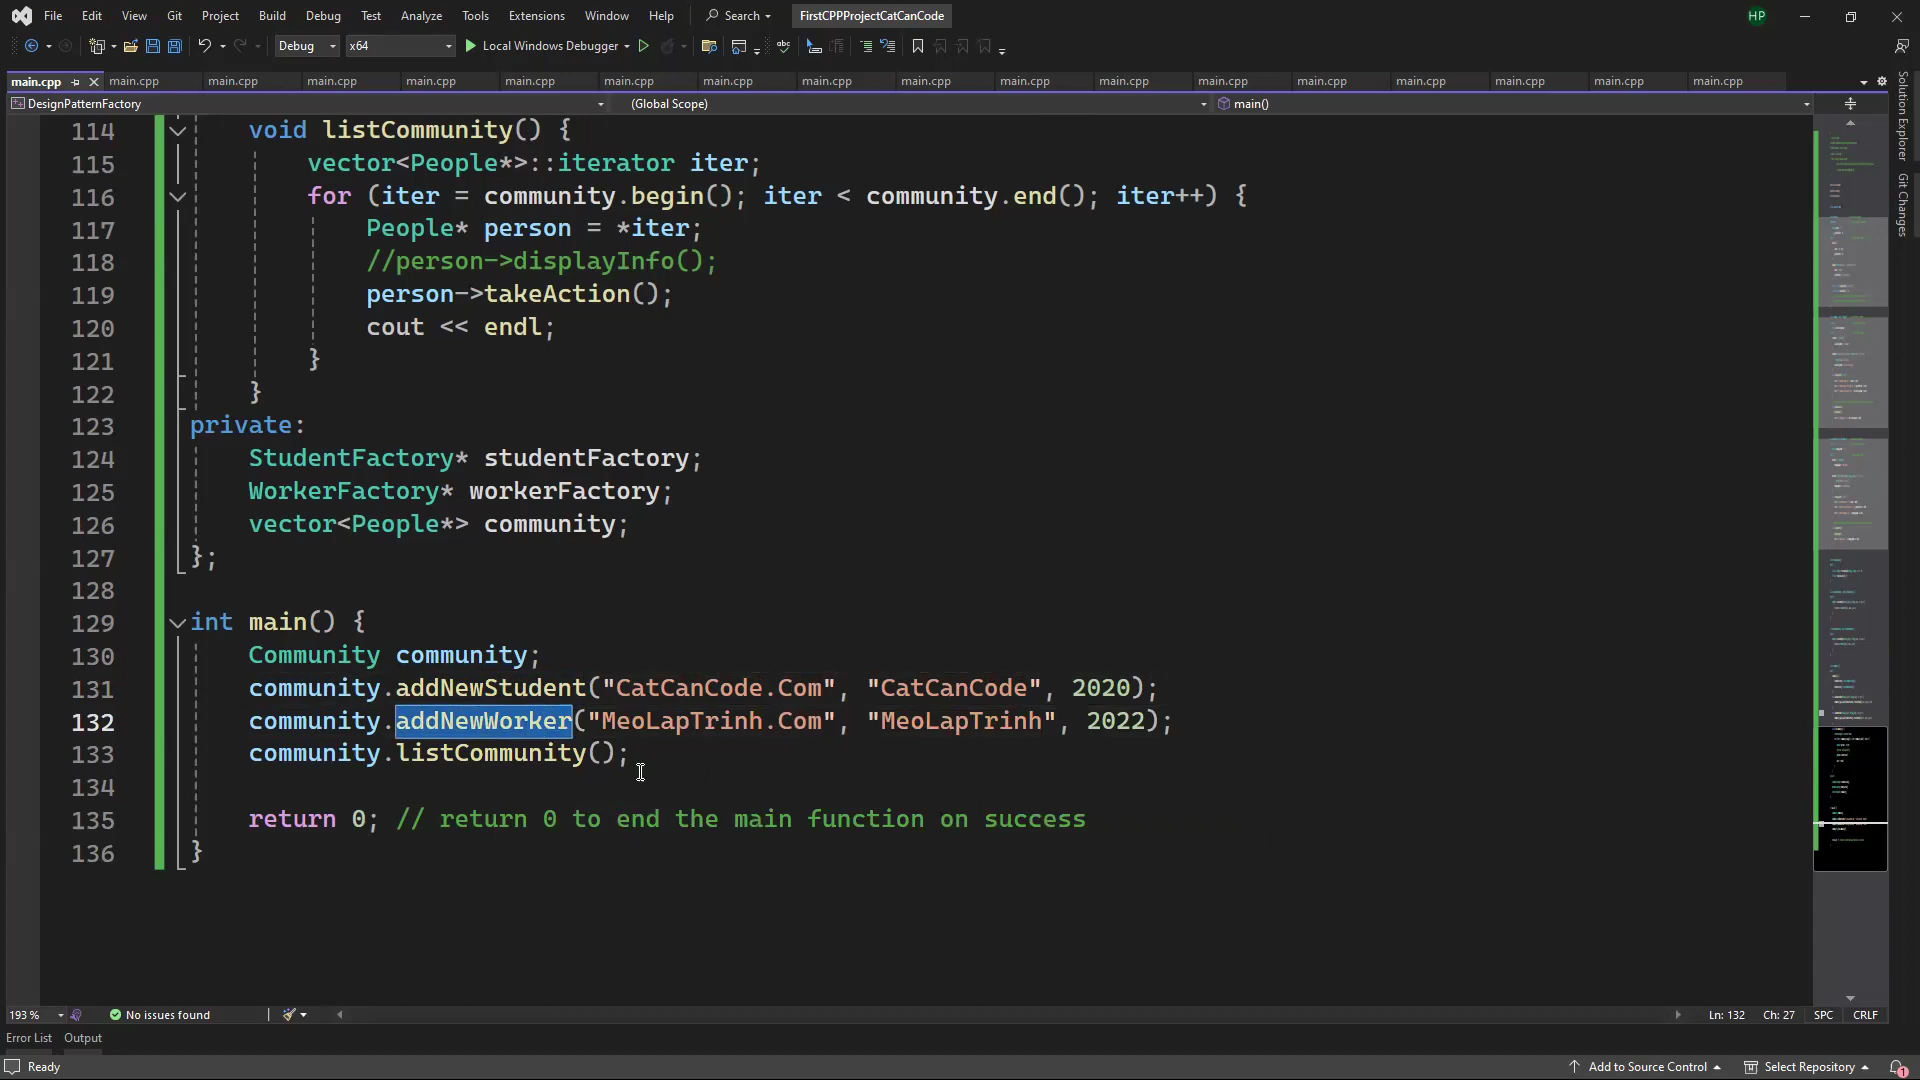 File Edit View Git Project Build Debug Test Analyze Tools Extensions Window Help Search FirstCPPProjectCatCanCode HP
Debug x64 Local Windows Debugger
main.cpp main.cpp main.cpp main.cpp main.cpp main.cpp main.cpp main.cpp main.cpp main.cpp main.cpp main.cpp main.cpp main.cpp main.cpp main.cpp main.cpp main.cpp
DesignPatternFactory (Global Scope) main()
114 void listCommunity() {
115 vector<People*>::iterator iter;
116 for (iter = community.begin(); iter < community.end(); iter++) {
117 People* person = *iter;
118 //person->displayInfo();
119 person->takeAction();
120 cout << endl;
121 }
122 }
123 private:
124 StudentFactory* studentFactory;
125 WorkerFactory* workerFactory;
126 vector<People*> community;
127 };
128
129 int main() {
130 Community community;
131 community.addNewStudent("CatCanCode.Com", "CatCanCode", 2020);
132 community.addNewWorker("MeoLapTrinh.Com", "MeoLapTrinh", 2022);
133 community.listCommunity();
134
135 return 0; // return 0 to end the main function on success
136 }
Solution Explorer
Git Changes
193 % No issues found Ln: 132 Ch: 27 SPC CRLF
Error List Output
Ready Add to Source Control Select Repository 1